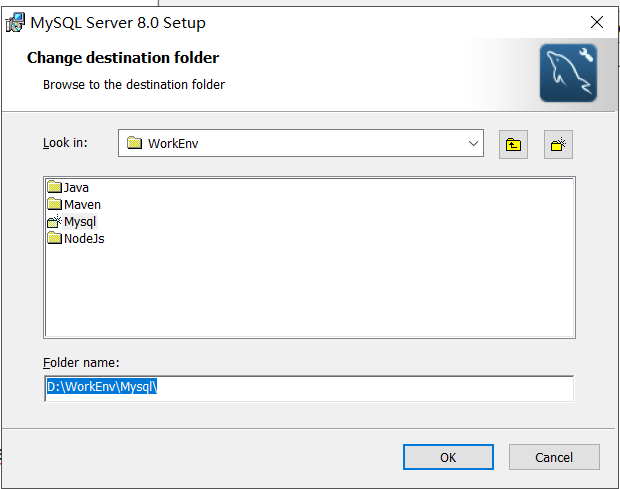 MySQL Server 8.0 Setup
Change destination folder
Browse to the destination folder
Look in:
WorkEnv
Java
Maven
Mysql
NodeJs
Folder name:
D:\WorkEnv\Mysql\
OK
Cancel